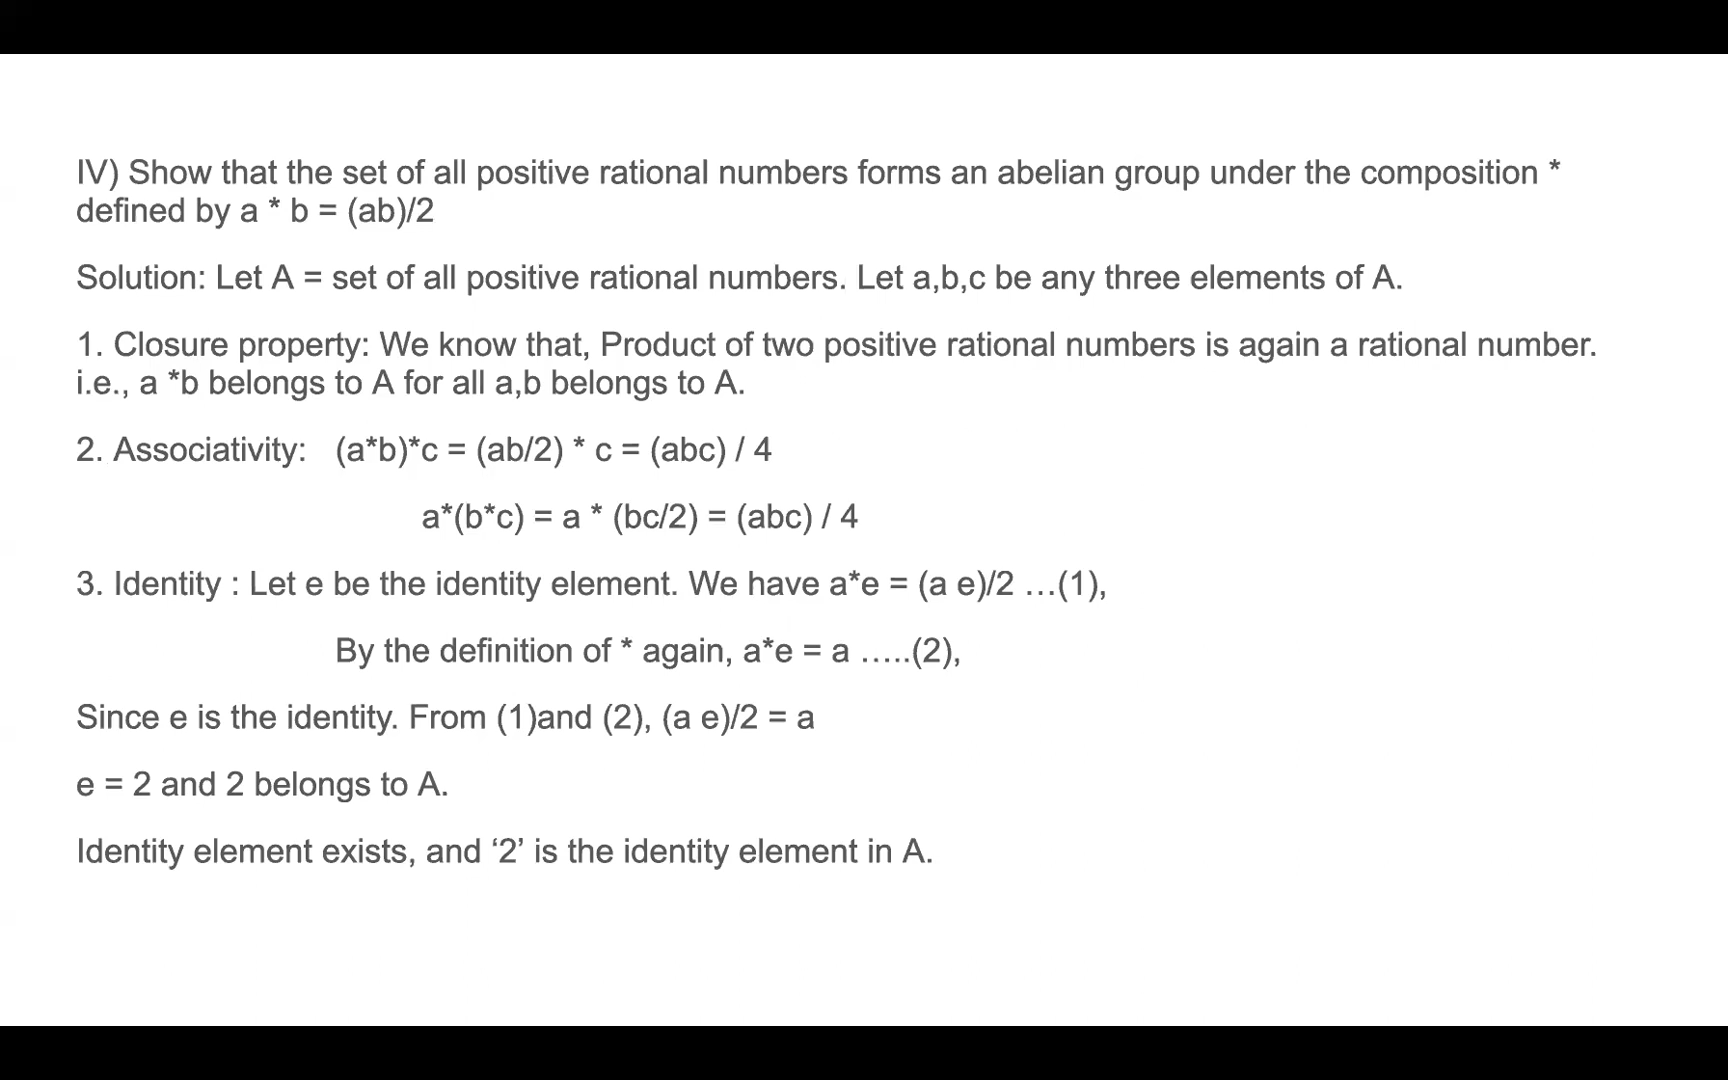 IV) Show that the set of all positive rational numbers forms an abelian group under the composition *
defined by a * b = (ab)/2
Solution: Let A = set of all positive rational numbers. Let a,b,c be any three elements of A.
1. Closure property: We know that, Product of two positive rational numbers is again a rational number.
i.e., a *b belongs to A for all a,b belongs to A.
2. Associativity: (a*b)*c = (ab/2) * c = (abc) / 4
a*(b*c) = a * (bc/2) = (abc) / 4
3. Identity : Let e be the identity element. We have a*e = (a e)/2 ...(1),
By the definition of * again, a*e = a .....(2),
Since e is the identity. From (1)and (2), (a e)/2 = a
e = 2 and 2 belongs to A.
Identity element exists, and ‘2’ is the identity element in A.